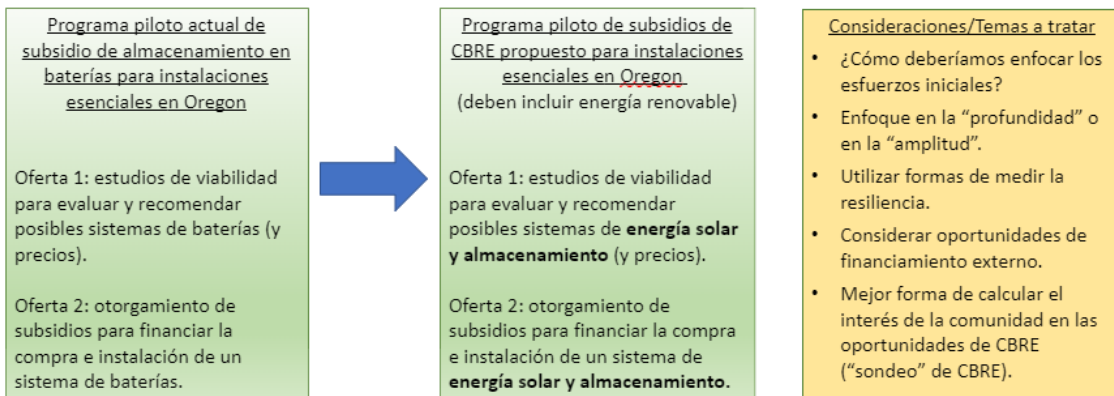 Programa piloto actual de
subsidio de almacenamiento en
baterías para instalaciones
esenciales en Oregon
Oferta 1: estudios de viabilidad
para evaluar y recomendar
posibles sistemas de baterías (y
precios).
Oferta 2: otorgamiento de
subsidios para financiar la
compra e instalación de un
sistema de baterías.
Programa piloto de subsidios de
CBRE propuesto para instalaciones
esenciales en Oregon
(deben incluir energía renovable)
Oferta 1: estudios de viabilidad
para evaluar y recomendar
posibles sistemas de energía solar
y almacenamiento (y precios).
Oferta 2: otorgamiento de
subsidios para financiar la compra
e instalación de un sistema de
energía solar y almacenamiento.
Consideraciones/Temas a tratar
• ¿Cómo deberíamos enfocar los
esfuerzos iniciales?
• Enfoque en la “profundidad” o
en la “amplitud”.
• Utilizar formas de medir la
resiliencia.
• Considerar oportunidades de
financiamiento externo.
• Mejor forma de calcular el
interés de la comunidad en las
oportunidades de CBRE
(“sondeo” de CBRE).